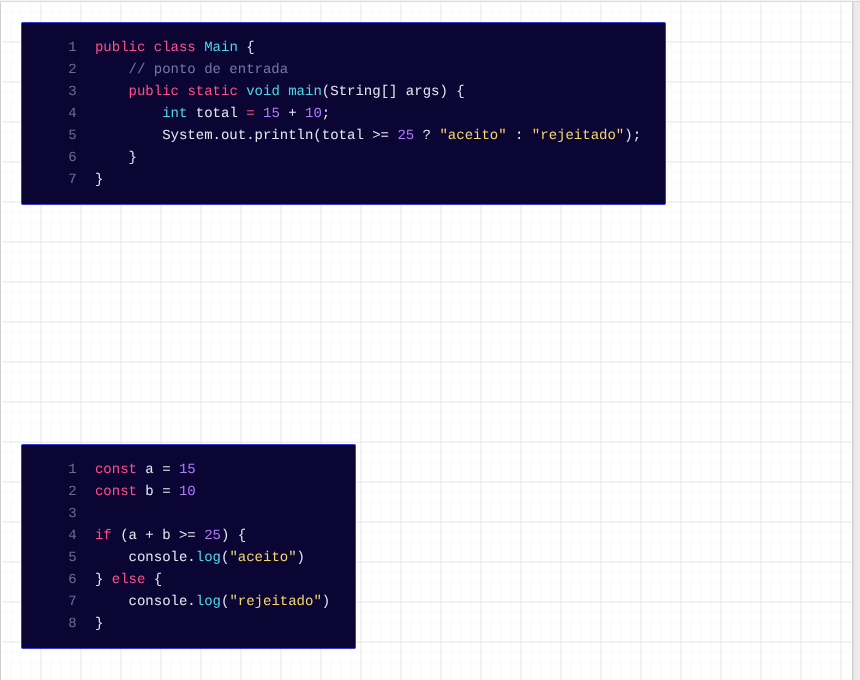 1 public class Main {
2     // ponto de entrada
3     public static void main(String[] args) {
4         int total = 15 + 10;
5         System.out.println(total >= 25 ? "aceito" : "rejeitado");
6     }
7 }
1 const a = 15
2 const b = 10
3
4 if (a + b >= 25) {
5     console.log("aceito")
6 } else {
7     console.log("rejeitado")
8 }